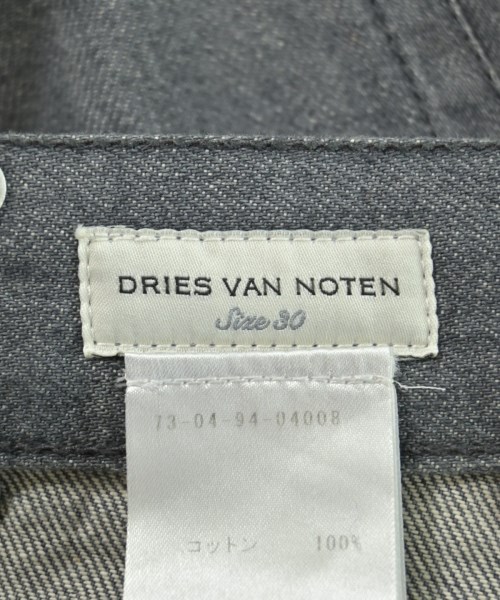 DRIES VAN NOTEN
Size 30
73-04-94-04008
コットン 100%